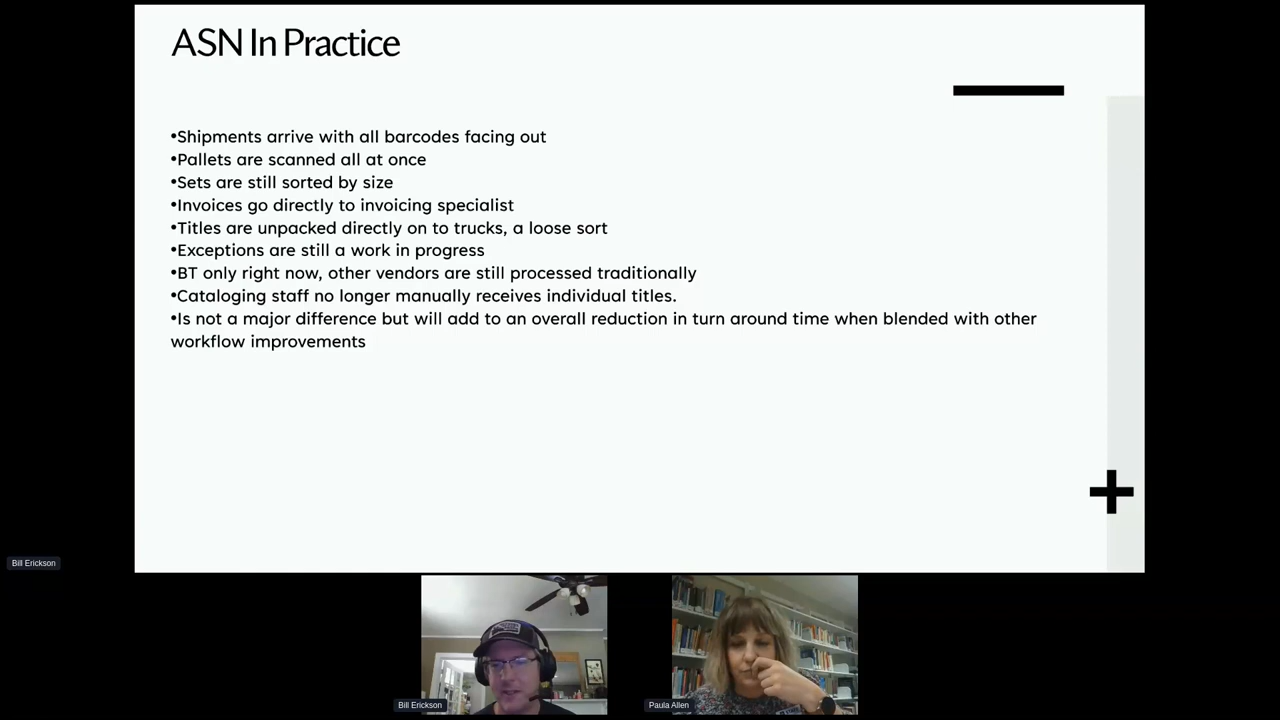 ASN In Practice
•Shipments arrive with all barcodes facing out
•Pallets are scanned all at once
•Sets are still sorted by size
•Invoices go directly to invoicing specialist
•Titles are unpacked directly on to trucks, a loose sort
•Exceptions are still a work in progress
•BT only right now, other vendors are still processed traditionally
•Cataloging staff no longer manually receives individual titles.
•Is not a major difference but will add to an overall reduction in turn around time when blended with other
workflow improvements
Bill Erickson
Bill Erickson
Paula Allen